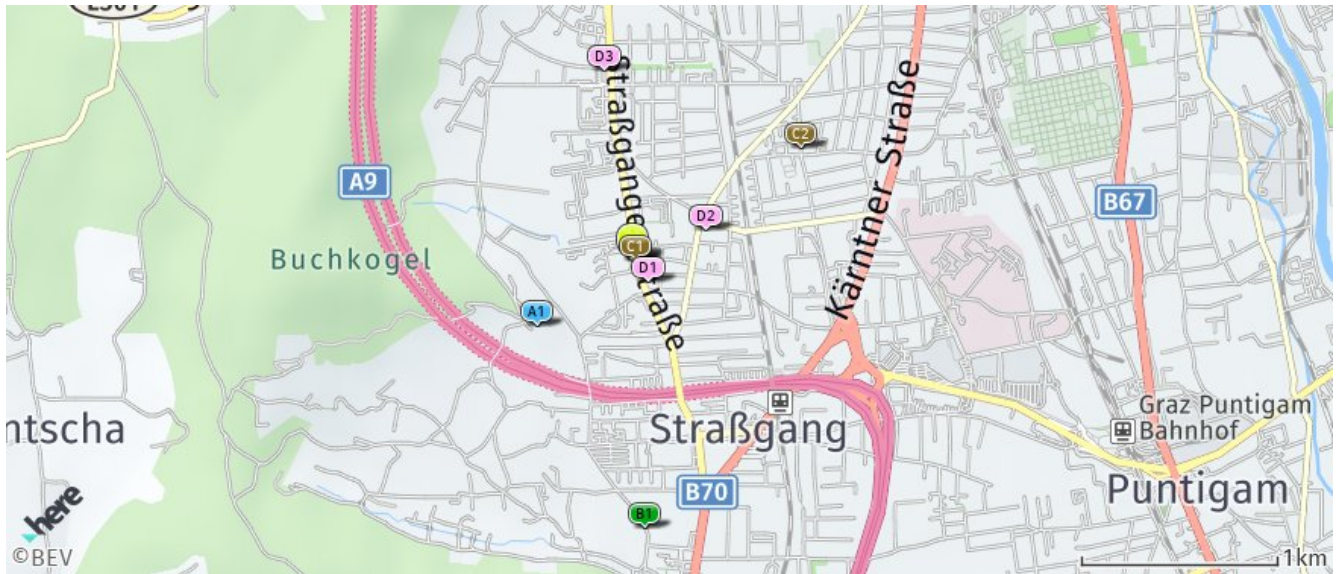 L301
D3
Straßganger Straße
C2
Kärntner Straße
A9
B67
D2
C1
Buchkogel
D1
A1
Graz Puntigam
Bahnhof
ntscha
Straßgang
B70
Puntigam
B1
here
©BEV
1km